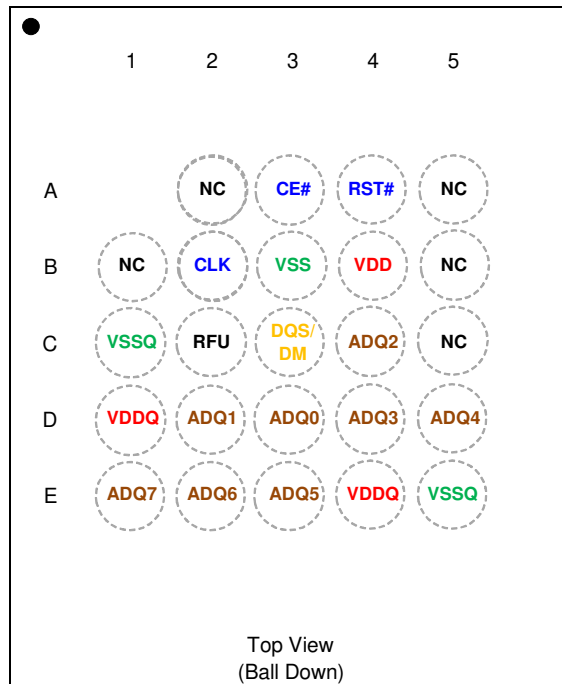 1 2 3 4 5
A NC CE# RST# NC
B NC CLK VSS VDD NC
C VSSQ RFU DQS/ ADQ2 NC
DM
D VDDQ ADQ1 ADQ0 ADQ3 ADQ4
E ADQ7 ADQ6 ADQ5 VDDQ VSSQ
Top View
(Ball Down)